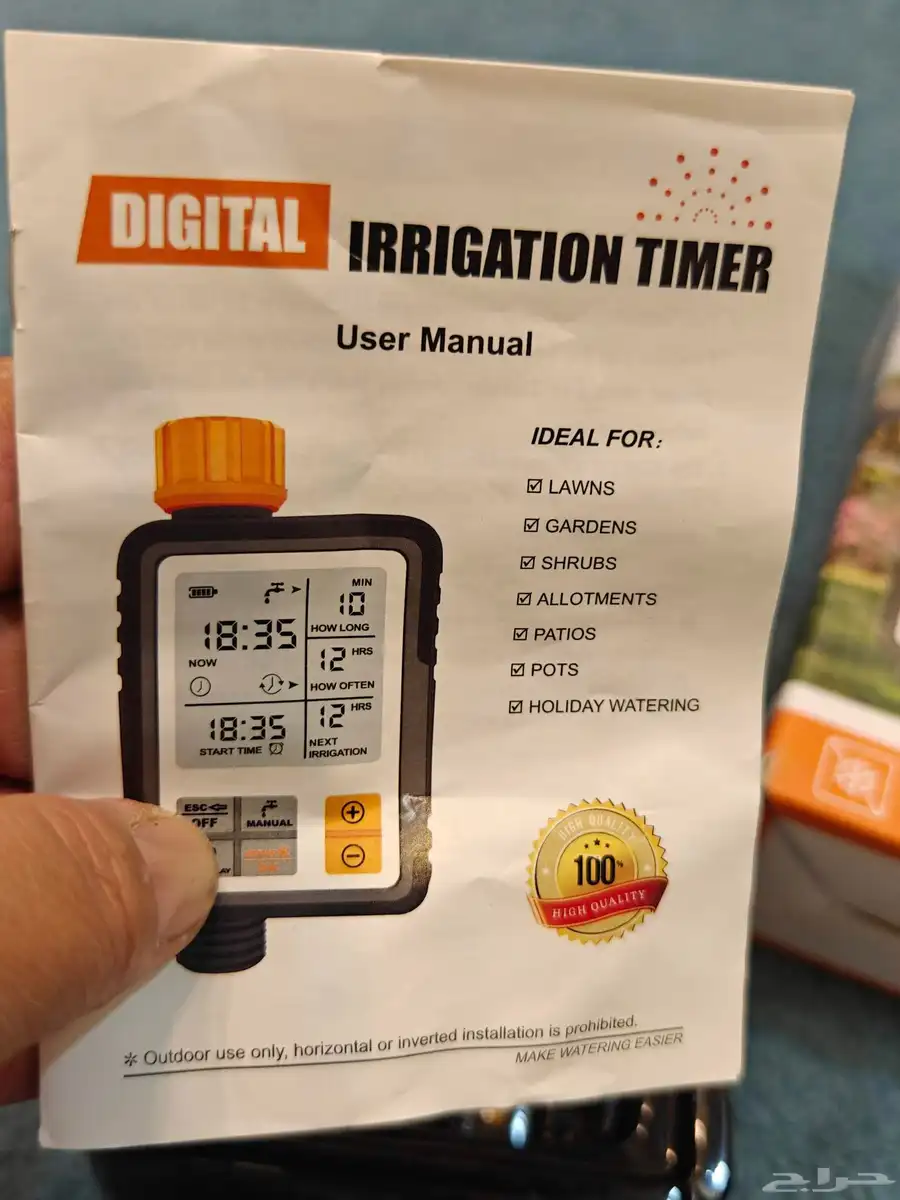 DIGITAL IRRIGATION TIMER
User Manual
IDEAL FOR:
☑ LAWNS
☑ GARDENS
☑ SHRUBS
☑ ALLOTMENTS
☑ PATIOS
☑ POTS
☑ HOLIDAY WATERING
MIN
10
HOW LONG
18:35
NOW
12 HRS
HOW OFTEN
18:35
START TIME
12 HRS
NEXT
IRRIGATION
ESC
MANUAL
+
-
HIGH QUALITY
100%
HIGH QUALITY
* Outdoor use only, horizontal or inverted installation is prohibited.
MAKE WATERING EASIER
حراج